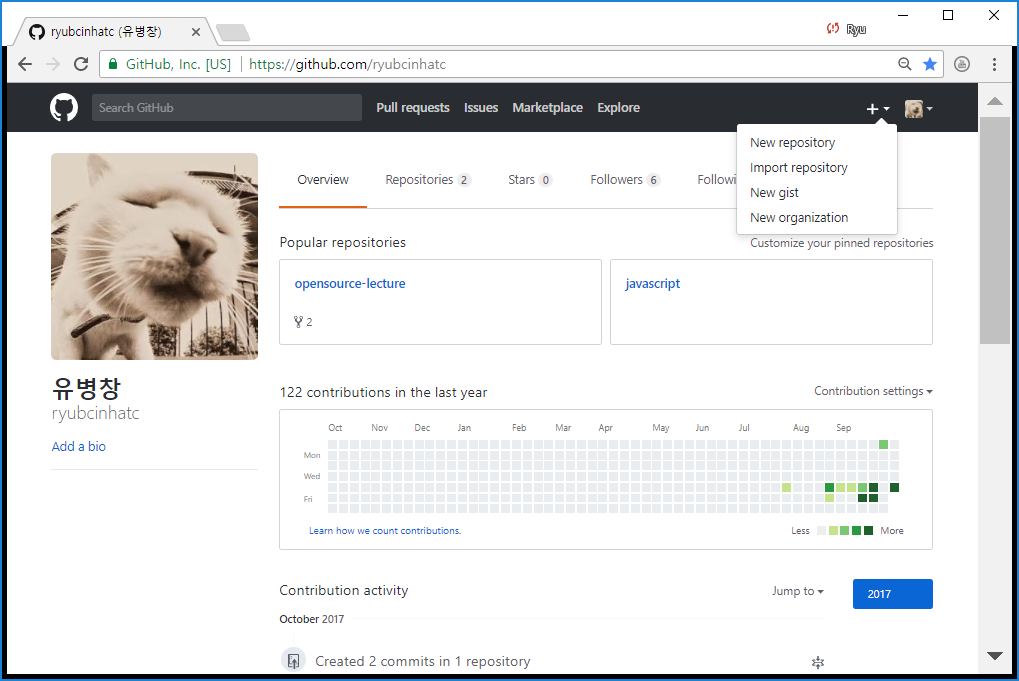 ryubcinhatc (유병창)
Ryu
GitHub, Inc. [US] https://github.com/ryubcinhatc
Search GitHub
Pull requests Issues Marketplace Explore
New repository
Import repository
New gist
New organization
Overview Repositories 2 Stars 0 Followers 6 Followi
Popular repositories Customize your pinned repositories
opensource-lecture
2
javascript
유병창
ryubcinhatc
Add a bio
122 contributions in the last year Contribution settings
Oct Nov Dec Jan Feb Mar Apr May Jun Jul Aug Sep
Mon
Wed
Fri
Learn how we count contributions. Less More
Contribution activity Jump to 2017
October 2017
Created 2 commits in 1 repository